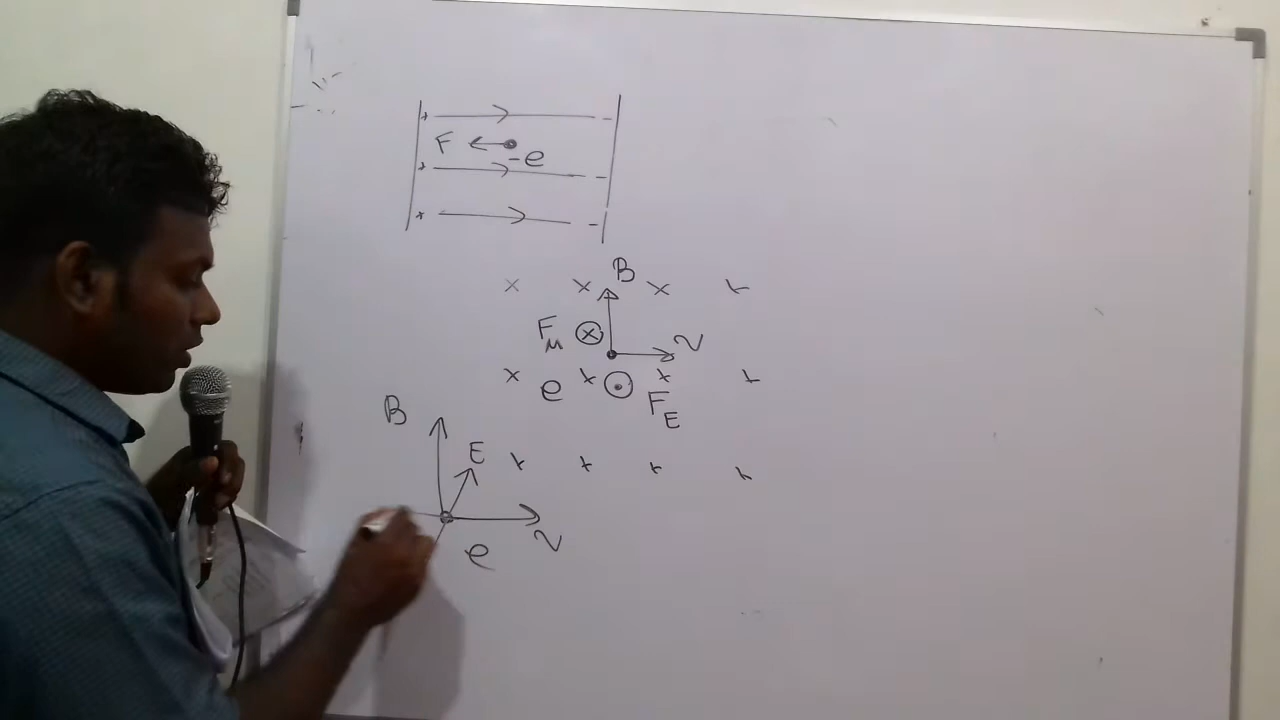 + -
F -e
+ -
+ -
B
x x x x
F_M ⊗ v
x e x ⊙ x x
F_E
B
E x x x x
e v